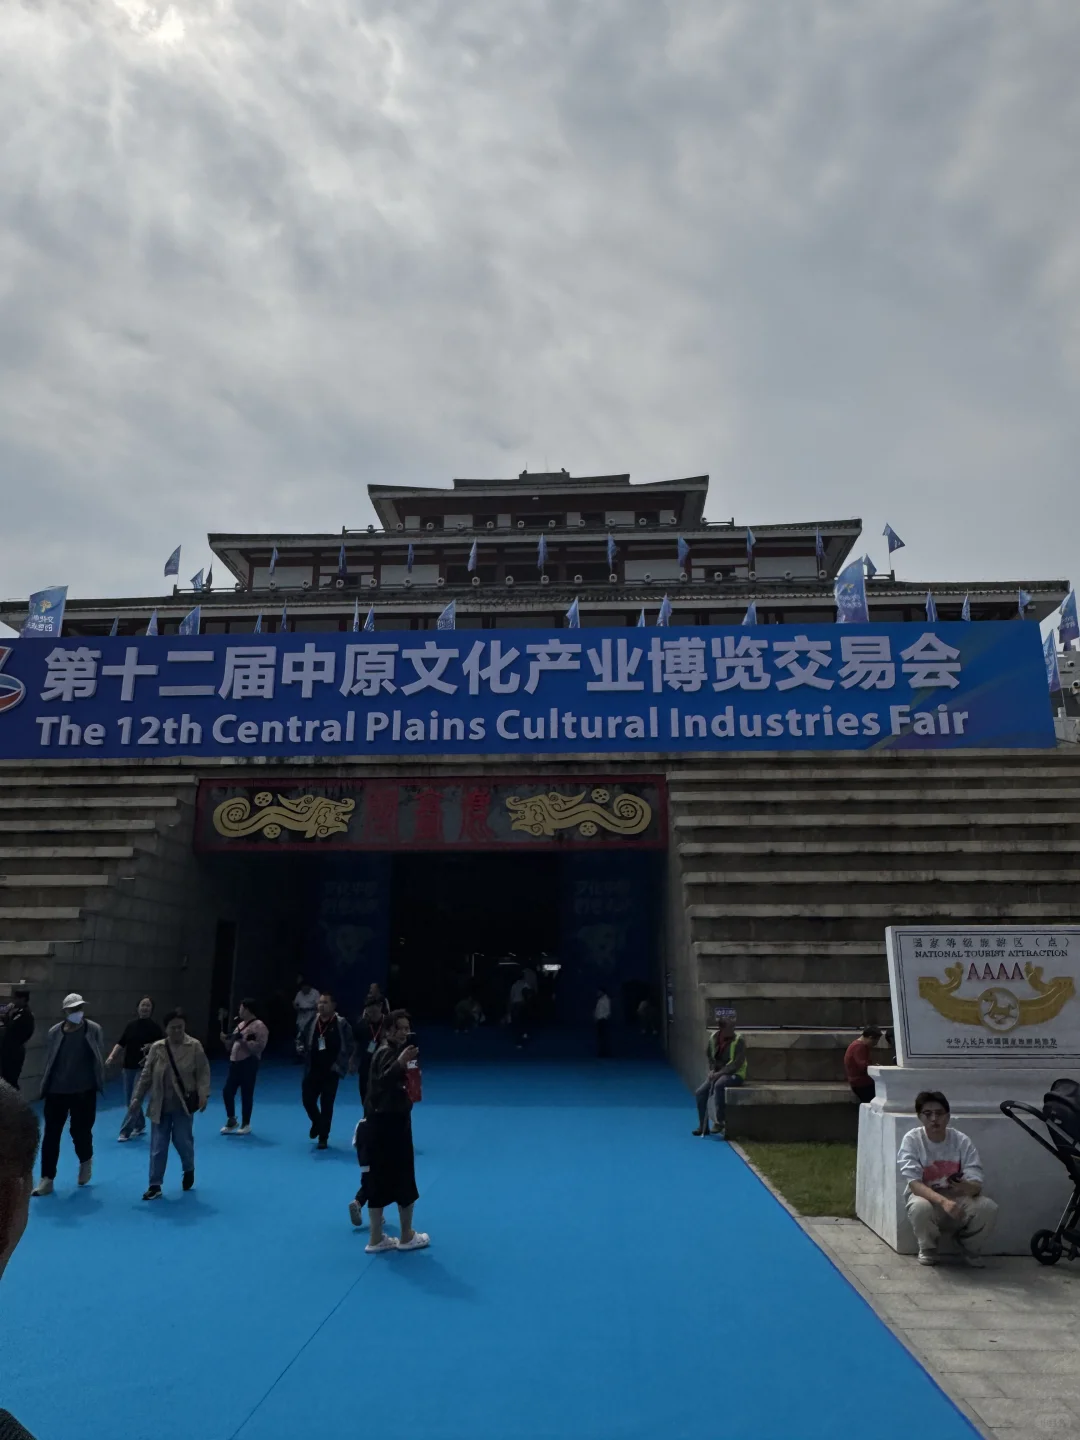 第十二届中原文化产业博览交易会
The 12th Central Plains Cultural Industries Fair
国家等级旅游区（点）
NATIONAL TOURIST ATTRACTION
AAAA